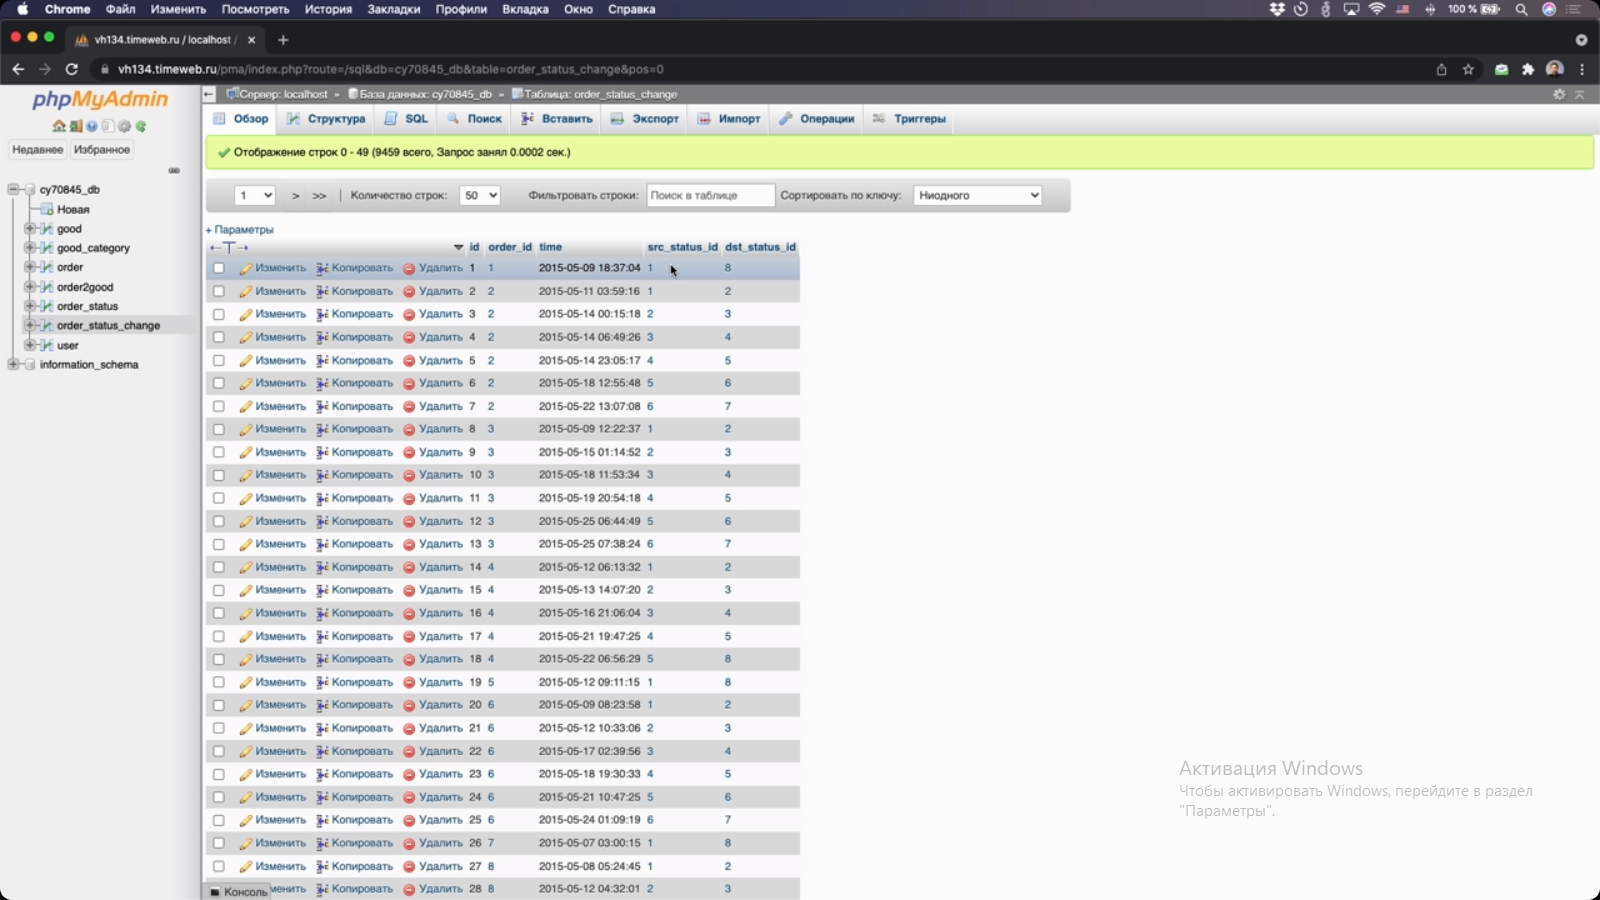 Chrome Файл Изменить Посмотреть История Закладки Профили Вкладка Окно Справка 100 %
vh134.timeweb.ru / localhost /
vh134.timeweb.ru/pma/index.php?route=/sql&db=cy70845_db&table=order_status_change&pos=0
phpMyAdmin
Недавнее Избранное
cy70845_db
Новая
good
good_category
order
order2good
order_status
order_status_change
user
information_schema
Сервер: localhost » База данных: cy70845_db » Таблица: order_status_change
Обзор Структура SQL Поиск Вставить Экспорт Импорт Операции Триггеры
Отображение строк 0 - 49 (9459 всего, Запрос занял 0.0002 сек.)
1 > >> | Количество строк: 50 Фильтровать строки: Поиск в таблице Сортировать по ключу: Ниодного
+ Параметры
←T→ id order_id time src_status_id dst_status_id
Изменить Копировать Удалить 1 1 2015-05-09 18:37:04 1 8
Изменить Копировать Удалить 2 2 2015-05-11 03:59:16 1 2
Изменить Копировать Удалить 3 2 2015-05-14 00:15:18 2 3
Изменить Копировать Удалить 4 2 2015-05-14 06:49:26 3 4
Изменить Копировать Удалить 5 2 2015-05-14 23:05:17 4 5
Изменить Копировать Удалить 6 2 2015-05-18 12:55:48 5 6
Изменить Копировать Удалить 7 2 2015-05-22 13:07:08 6 7
Изменить Копировать Удалить 8 3 2015-05-09 12:22:37 1 2
Изменить Копировать Удалить 9 3 2015-05-15 01:14:52 2 3
Изменить Копировать Удалить 10 3 2015-05-18 11:53:34 3 4
Изменить Копировать Удалить 11 3 2015-05-19 20:54:18 4 5
Изменить Копировать Удалить 12 3 2015-05-25 06:44:49 5 6
Изменить Копировать Удалить 13 3 2015-05-25 07:38:24 6 7
Изменить Копировать Удалить 14 4 2015-05-12 06:13:32 1 2
Изменить Копировать Удалить 15 4 2015-05-13 14:07:20 2 3
Изменить Копировать Удалить 16 4 2015-05-16 21:06:04 3 4
Изменить Копировать Удалить 17 4 2015-05-21 19:47:25 4 5
Изменить Копировать Удалить 18 4 2015-05-22 06:56:29 5 8
Изменить Копировать Удалить 19 5 2015-05-12 09:11:15 1 8
Изменить Копировать Удалить 20 6 2015-05-09 08:23:58 1 2
Изменить Копировать Удалить 21 6 2015-05-12 10:33:06 2 3
Изменить Копировать Удалить 22 6 2015-05-17 02:39:56 3 4
Изменить Копировать Удалить 23 6 2015-05-18 19:30:33 4 5
Изменить Копировать Удалить 24 6 2015-05-21 10:47:25 5 6
Изменить Копировать Удалить 25 6 2015-05-24 01:09:19 6 7
Изменить Копировать Удалить 26 7 2015-05-07 03:00:15 1 8
Изменить Копировать Удалить 27 8 2015-05-08 05:24:45 1 2
Консоль менить Копировать Удалить 28 8 2015-05-12 04:32:01 2 3
Активация Windows
Чтобы активировать Windows, перейдите в раздел
"Параметры".